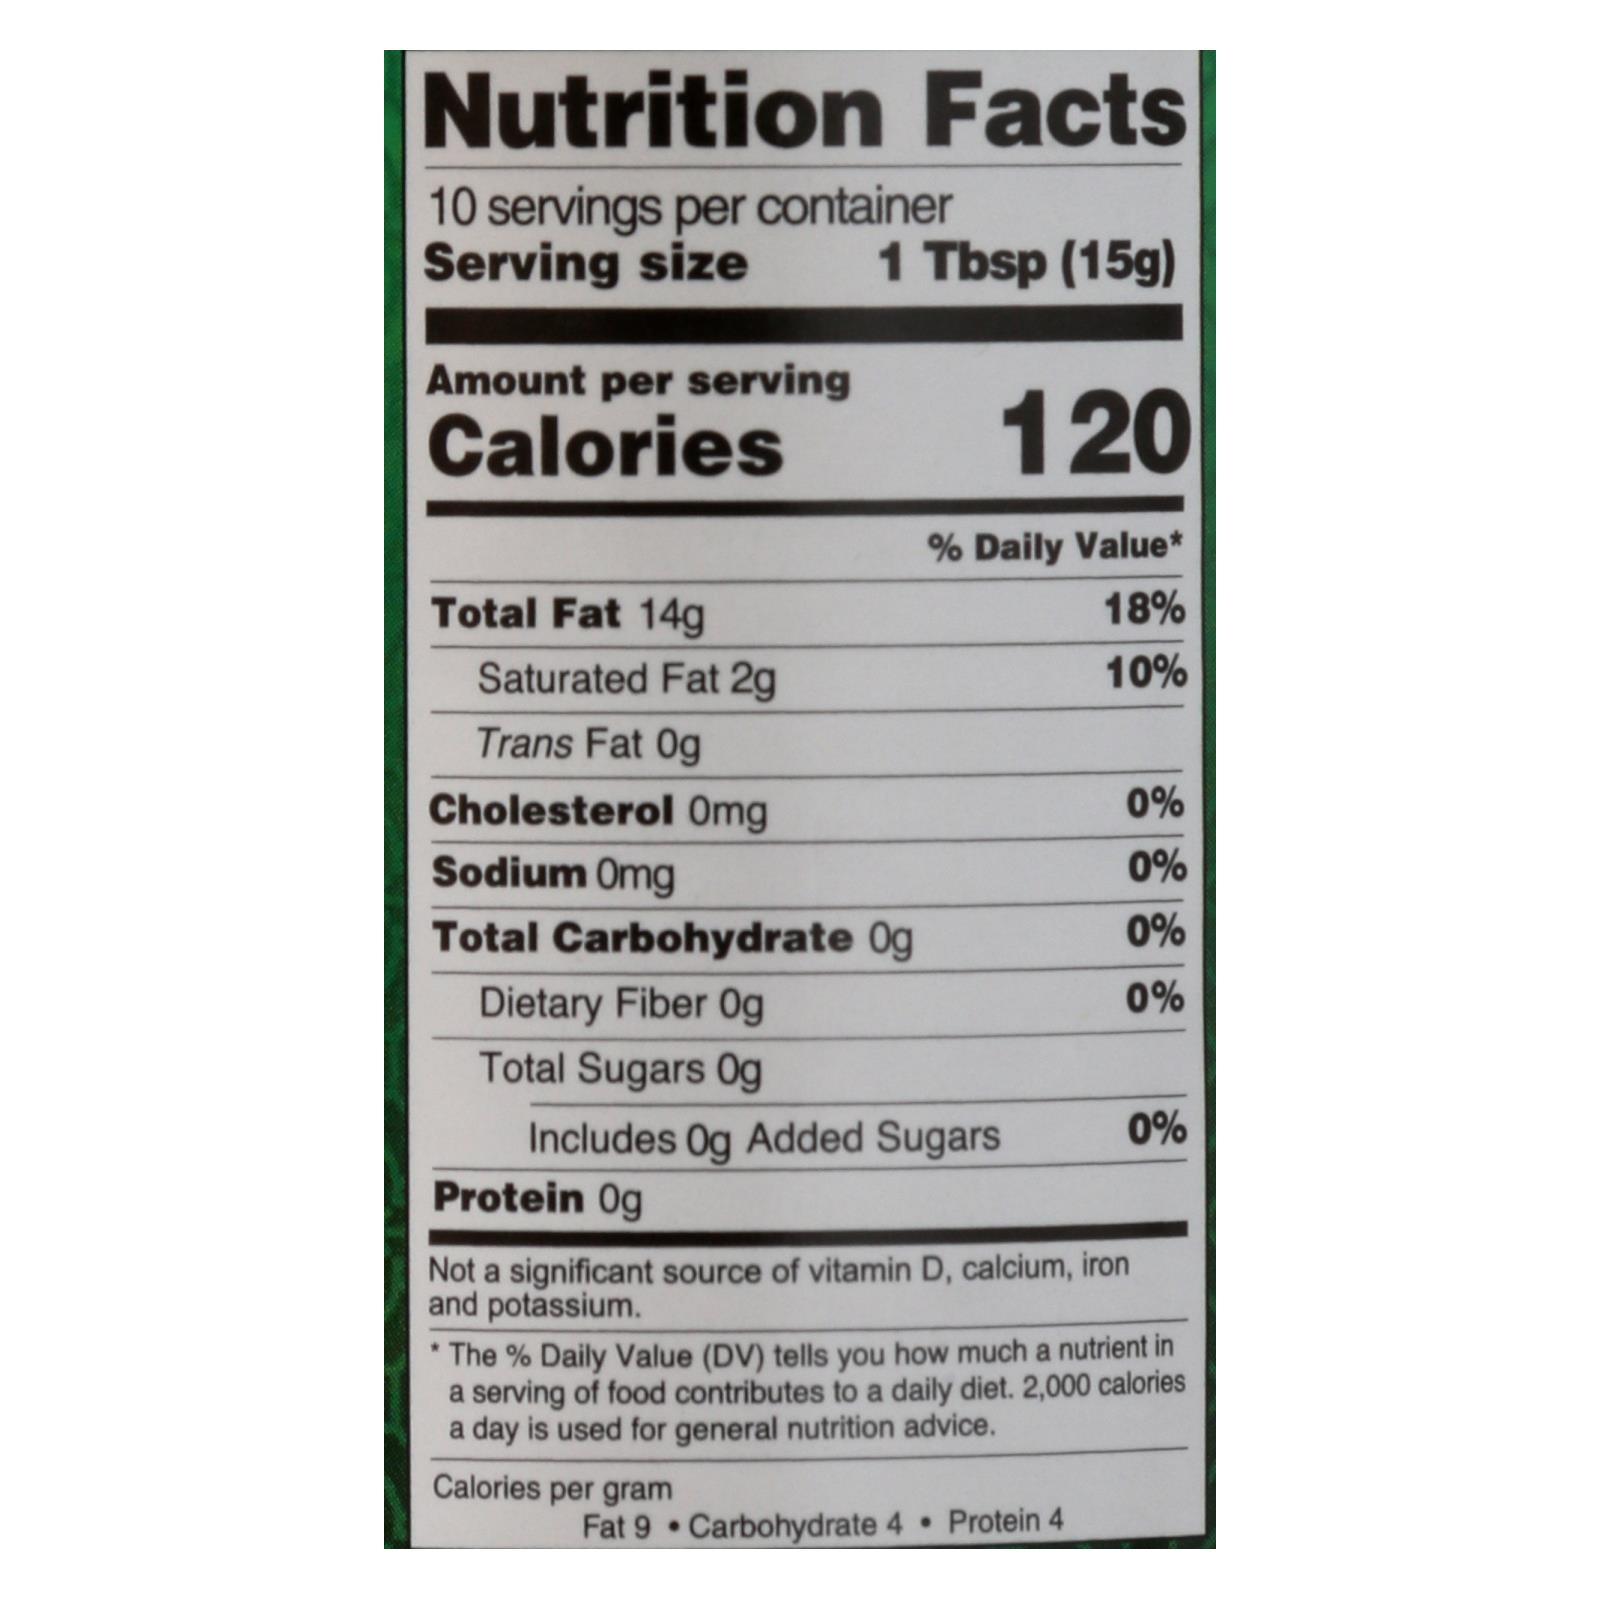 Nutrition Facts
10 servings per container
Serving size 1 Tbsp (15g)
Amount per serving
Calories 120
% Daily Value*
Total Fat 14g 18%
Saturated Fat 2g 10%
Trans Fat 0g
Cholesterol 0mg 0%
Sodium 0mg 0%
Total Carbohydrate 0g 0%
Dietary Fiber 0g 0%
Total Sugars 0g
Includes 0g Added Sugars 0%
Protein 0g
Not a significant source of vitamin D, calcium, iron
and potassium.
* The % Daily Value (DV) tells you how much a nutrient in
a serving of food contributes to a daily diet. 2,000 calories
a day is used for general nutrition advice.
Calories per gram
Fat 9 • Carbohydrate 4 • Protein 4